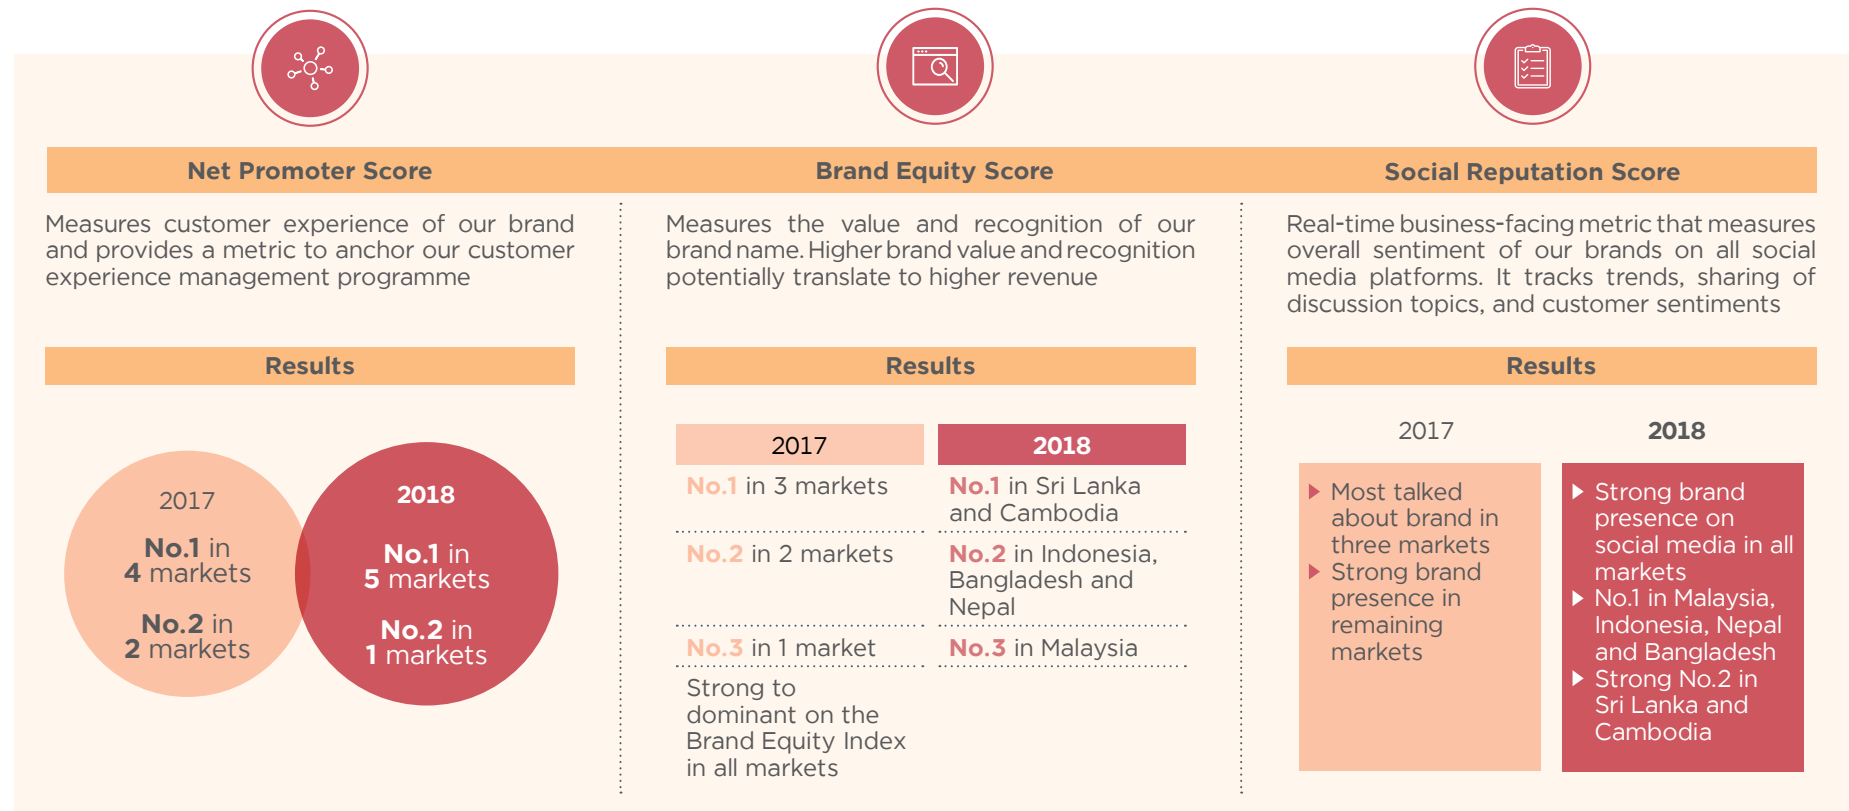 Net Promoter Score
Measures customer experience of our brand
and provides a metric to anchor our customer
experience management programme
Results
2017
No.1 in
4 markets
No.2 in
2 markets
2018
No.1 in
5 markets
No.2 in
1 markets
Brand Equity Score
Measures the value and recognition of our
brand name. Higher brand value and recognition
potentially translate to higher revenue
Results
2017
No.1 in 3 markets
No.2 in 2 markets
No.3 in 1 market
Strong to
dominant on the
Brand Equity Index
in all markets
2018
No.1 in Sri Lanka
and Cambodia
No.2 in Indonesia,
Bangladesh and
Nepal
No.3 in Malaysia
Social Reputation Score
Real-time business-facing metric that measures
overall sentiment of our brands on all social
media platforms. It tracks trends, sharing of
discussion topics, and customer sentiments
Results
2017
Most talked
about brand in
three markets
Strong brand
presence in
remaining
markets
2018
Strong brand
presence on
social media in all
markets
No.1 in Malaysia,
Indonesia, Nepal
and Bangladesh
Strong No.2 in
Sri Lanka and
Cambodia